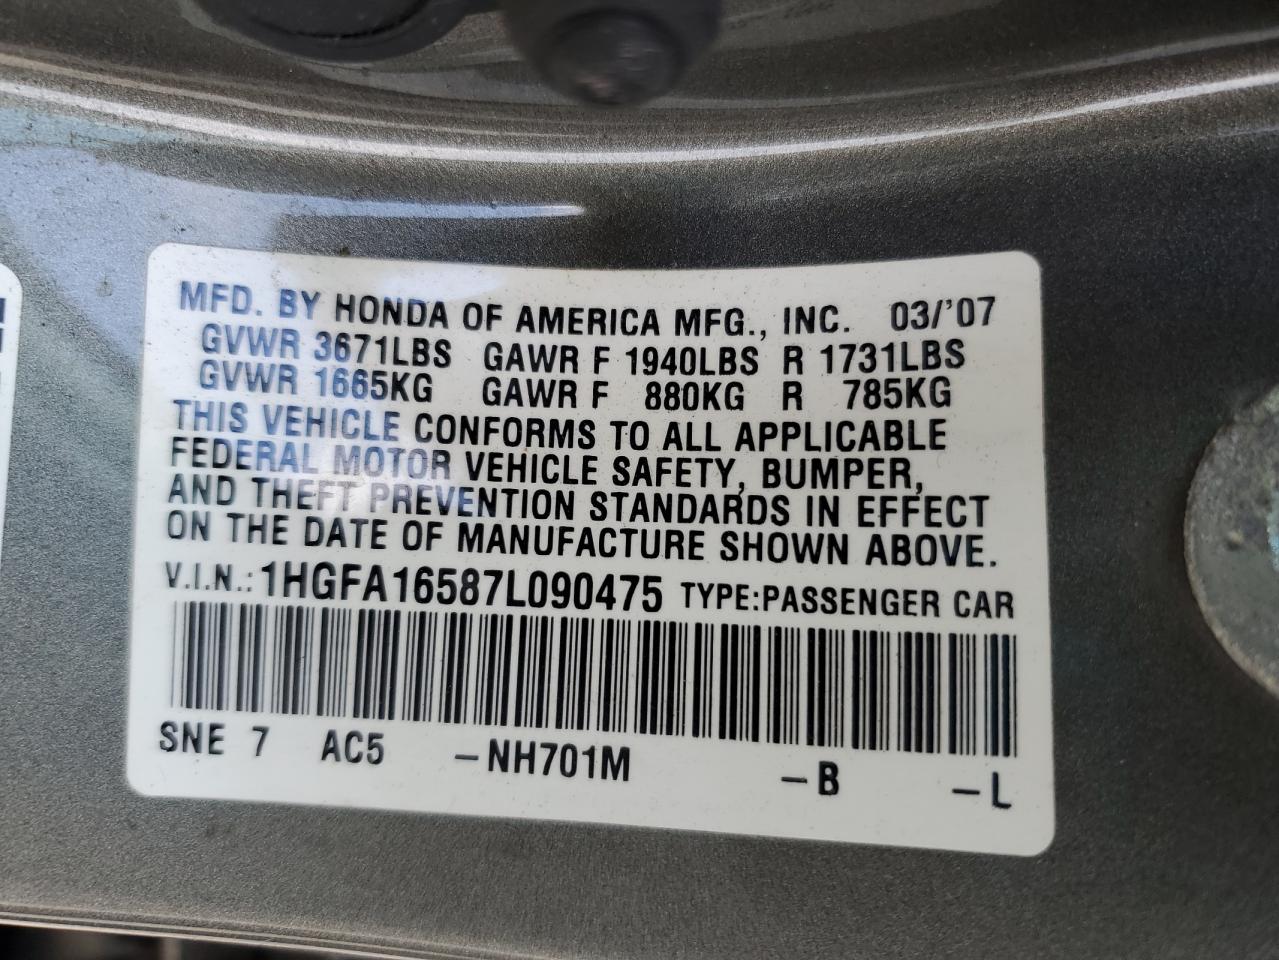 MFD. BY HONDA OF AMERICA MFG., INC. 03/'07
GVWR 3671LBS GAWR F 1940LBS R 1731LBS
GVWR 1665KG GAWR F 880KG R 785KG
THIS VEHICLE CONFORMS TO ALL APPLICABLE
FEDERAL MOTOR VEHICLE SAFETY, BUMPER,
AND THEFT PREVENTION STANDARDS IN EFFECT
ON THE DATE OF MANUFACTURE SHOWN ABOVE.
V.I.N.: 1HGFA16587L090475 TYPE:PASSENGER CAR
SNE 7 AC5 -NH701M -B -L